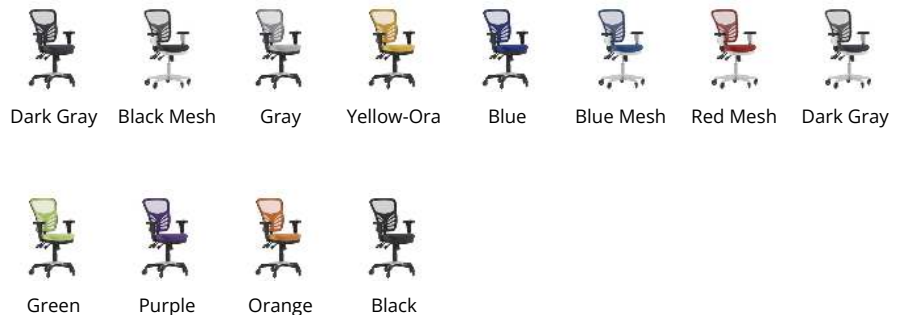 Dark Gray Black Mesh Gray Yellow-Ora Blue Blue Mesh Red Mesh Dark Gray
Green Purple Orange Black